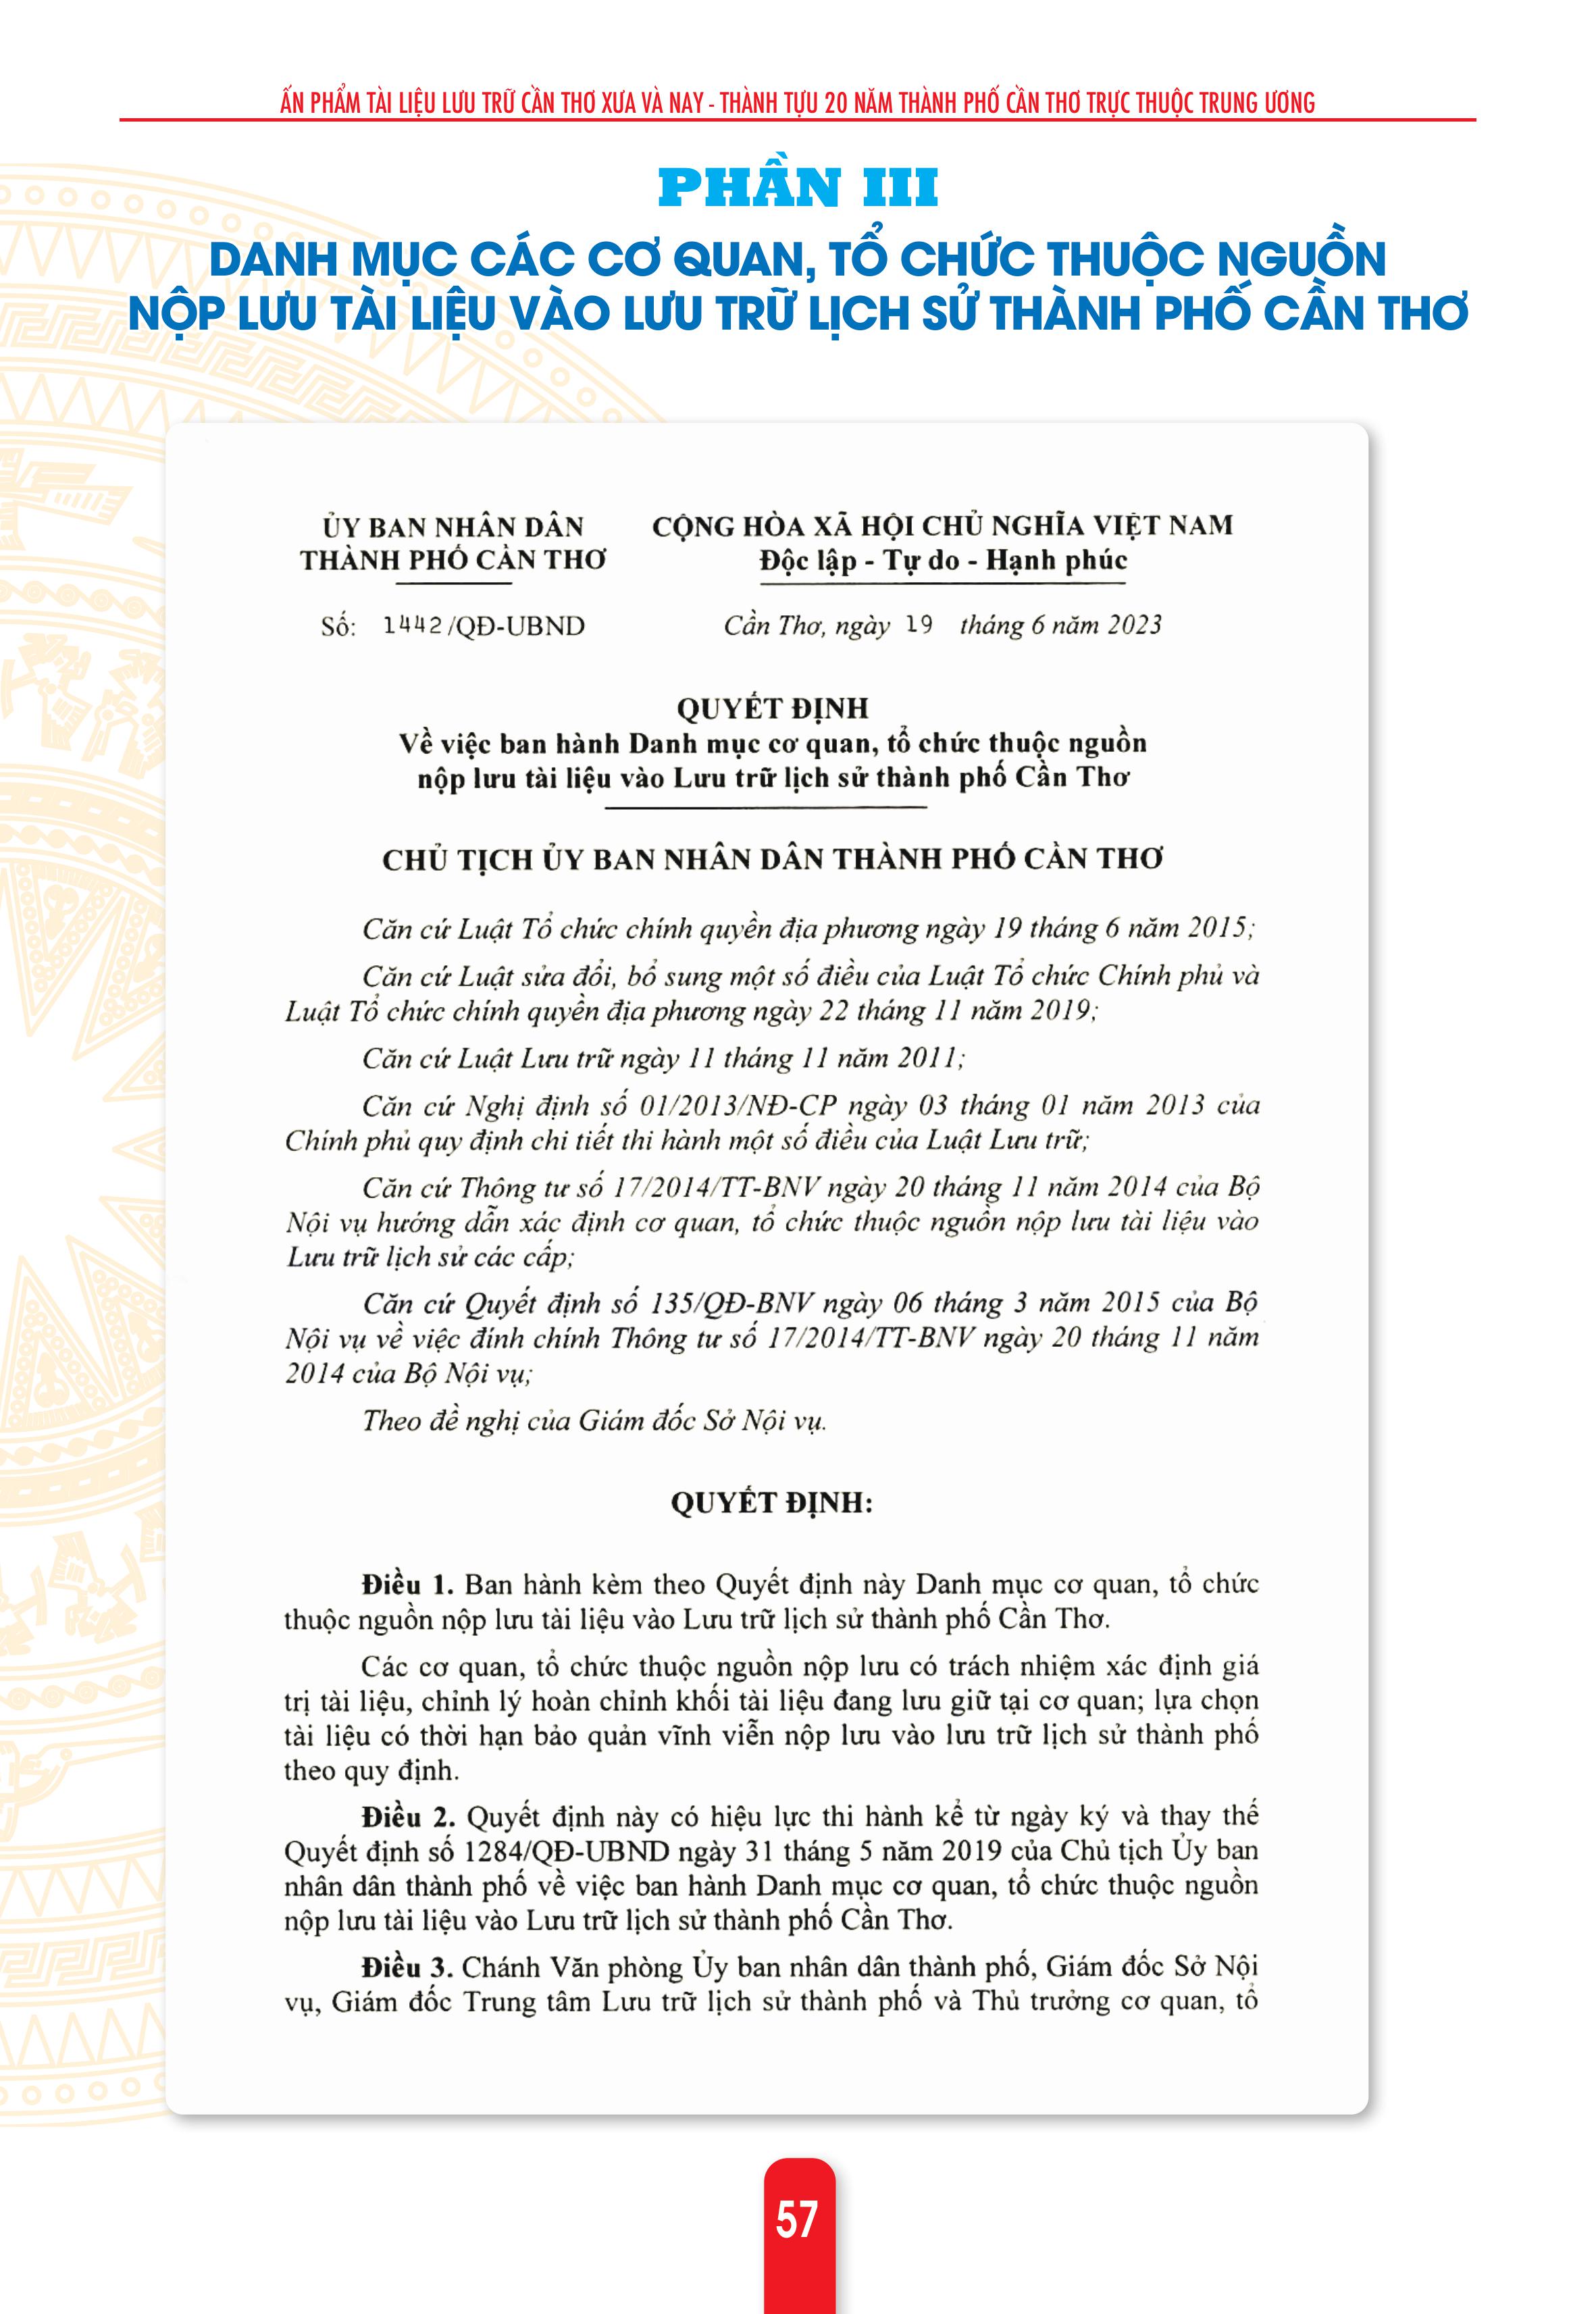 ẤN PHẨM TÀI LIỆU LƯU TRỮ CẦN THƠ XƯA VÀ NAY - THÀNH TỰU 20 NĂM THÀNH PHỐ CẦN THƠ TRỰC THUỘC TRUNG ƯƠNG
PHẦN III
DANH MỤC CÁC CƠ QUAN, TỔ CHỨC THUỘC NGUỒN
NỘP LƯU TÀI LIỆU VÀO LƯU TRỮ LỊCH SỬ THÀNH PHỐ CẦN THƠ
ỦY BAN NHÂN DÂN
THÀNH PHỐ CẦN THƠ
CỘNG HÒA XÃ HỘI CHỦ NGHĨA VIỆT NAM
Độc lập - Tự do - Hạnh phúc
Số: 1442/QĐ-UBND
Cần Thơ, ngày 19 tháng 6 năm 2023
QUYẾT ĐỊNH
Về việc ban hành Danh mục cơ quan, tổ chức thuộc nguồn
nộp lưu tài liệu vào Lưu trữ lịch sử thành phố Cần Thơ
CHỦ TỊCH ỦY BAN NHÂN DÂN THÀNH PHỐ CẦN THƠ
Căn cứ Luật Tổ chức chính quyền địa phương ngày 19 tháng 6 năm 2015;
Căn cứ Luật sửa đổi, bổ sung một số điều của Luật Tổ chức Chính phủ và
Luật Tổ chức chính quyền địa phương ngày 22 tháng 11 năm 2019;
Căn cứ Luật Lưu trữ ngày 11 tháng 11 năm 2011;
Căn cứ Nghị định số 01/2013/NĐ-CP ngày 03 tháng 01 năm 2013 của
Chính phủ quy định chi tiết thi hành một số điều của Luật Lưu trữ;
Căn cứ Thông tư số 17/2014/TT-BNV ngày 20 tháng 11 năm 2014 của Bộ
Nội vụ hướng dẫn xác định cơ quan, tổ chức thuộc nguồn nộp lưu tài liệu vào
Lưu trữ lịch sử các cấp;
Căn cứ Quyết định số 135/QĐ-BNV ngày 06 tháng 3 năm 2015 của Bộ
Nội vụ về việc đính chính Thông tư số 17/2014/TT-BNV ngày 20 tháng 11 năm
2014 của Bộ Nội vụ;
Theo đề nghị của Giám đốc Sở Nội vụ.
QUYẾT ĐỊNH:
Điều 1. Ban hành kèm theo Quyết định này Danh mục cơ quan, tổ chức
thuộc nguồn nộp lưu tài liệu vào Lưu trữ lịch sử thành phố Cần Thơ.
Các cơ quan, tổ chức thuộc nguồn nộp lưu có trách nhiệm xác định giá
trị tài liệu, chỉnh lý hoàn chỉnh khối tài liệu đang lưu giữ tại cơ quan; lựa chọn
tài liệu có thời hạn bảo quản vĩnh viễn nộp lưu vào lưu trữ lịch sử thành phố
theo quy định.
Điều 2. Quyết định này có hiệu lực thi hành kể từ ngày ký và thay thế
Quyết định số 1284/QĐ-UBND ngày 31 tháng 5 năm 2019 của Chủ tịch Ủy ban
nhân dân thành phố về việc ban hành Danh mục cơ quan, tổ chức thuộc nguồn
nộp lưu tài liệu vào Lưu trữ lịch sử thành phố Cần Thơ.
Điều 3. Chánh Văn phòng Ủy ban nhân dân thành phố, Giám đốc Sở Nội
vụ, Giám đốc Trung tâm Lưu trữ lịch sử thành phố và Thủ trưởng cơ quan, tổ
57